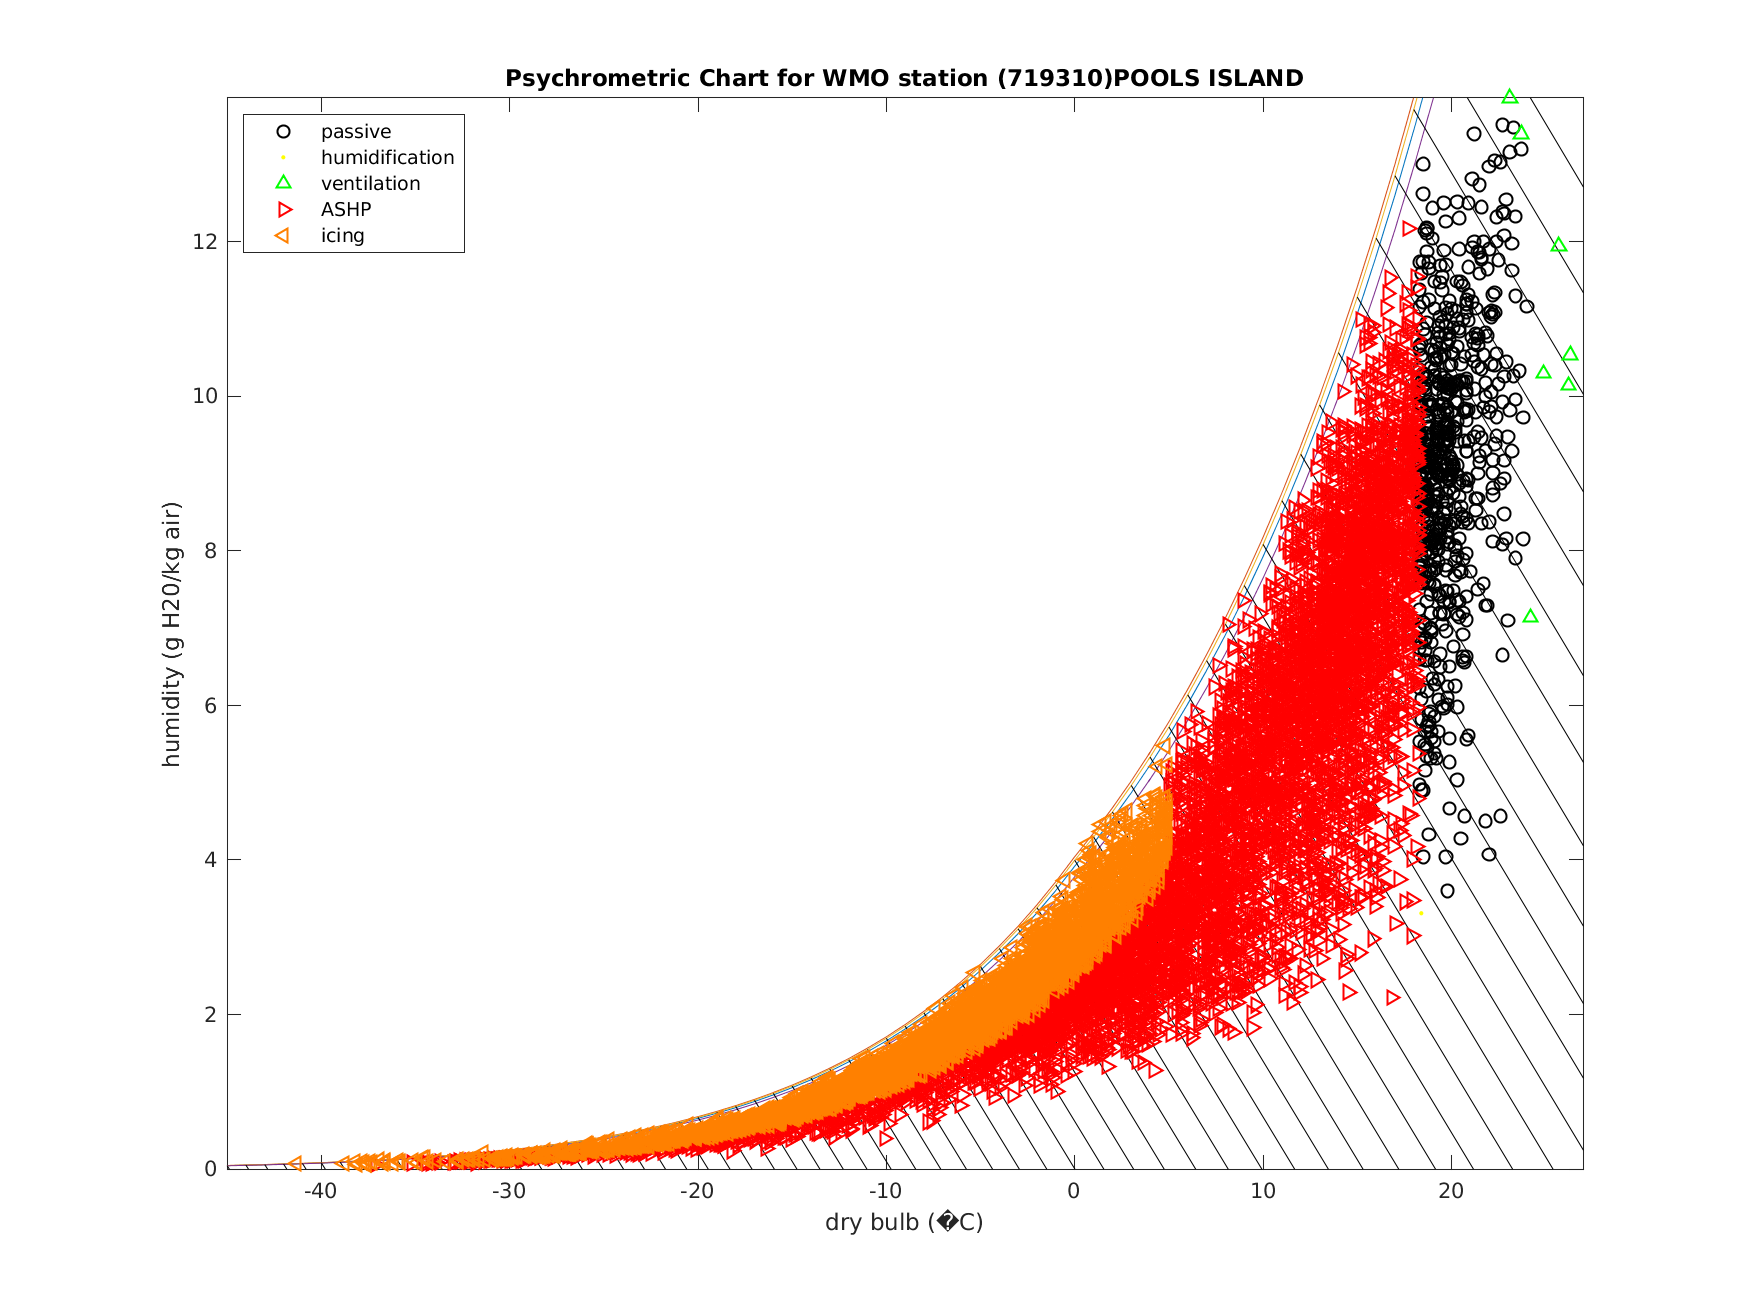 Psychrometric Chart for WMO station (719310)POOLS ISLAND
passive
humidification
ventilation
ASHP
icing
humidity (g H20/kg air)
12
10
8
6
4
2
0
-40 -30 -20 -10 0 10 20
dry bulb (�C)